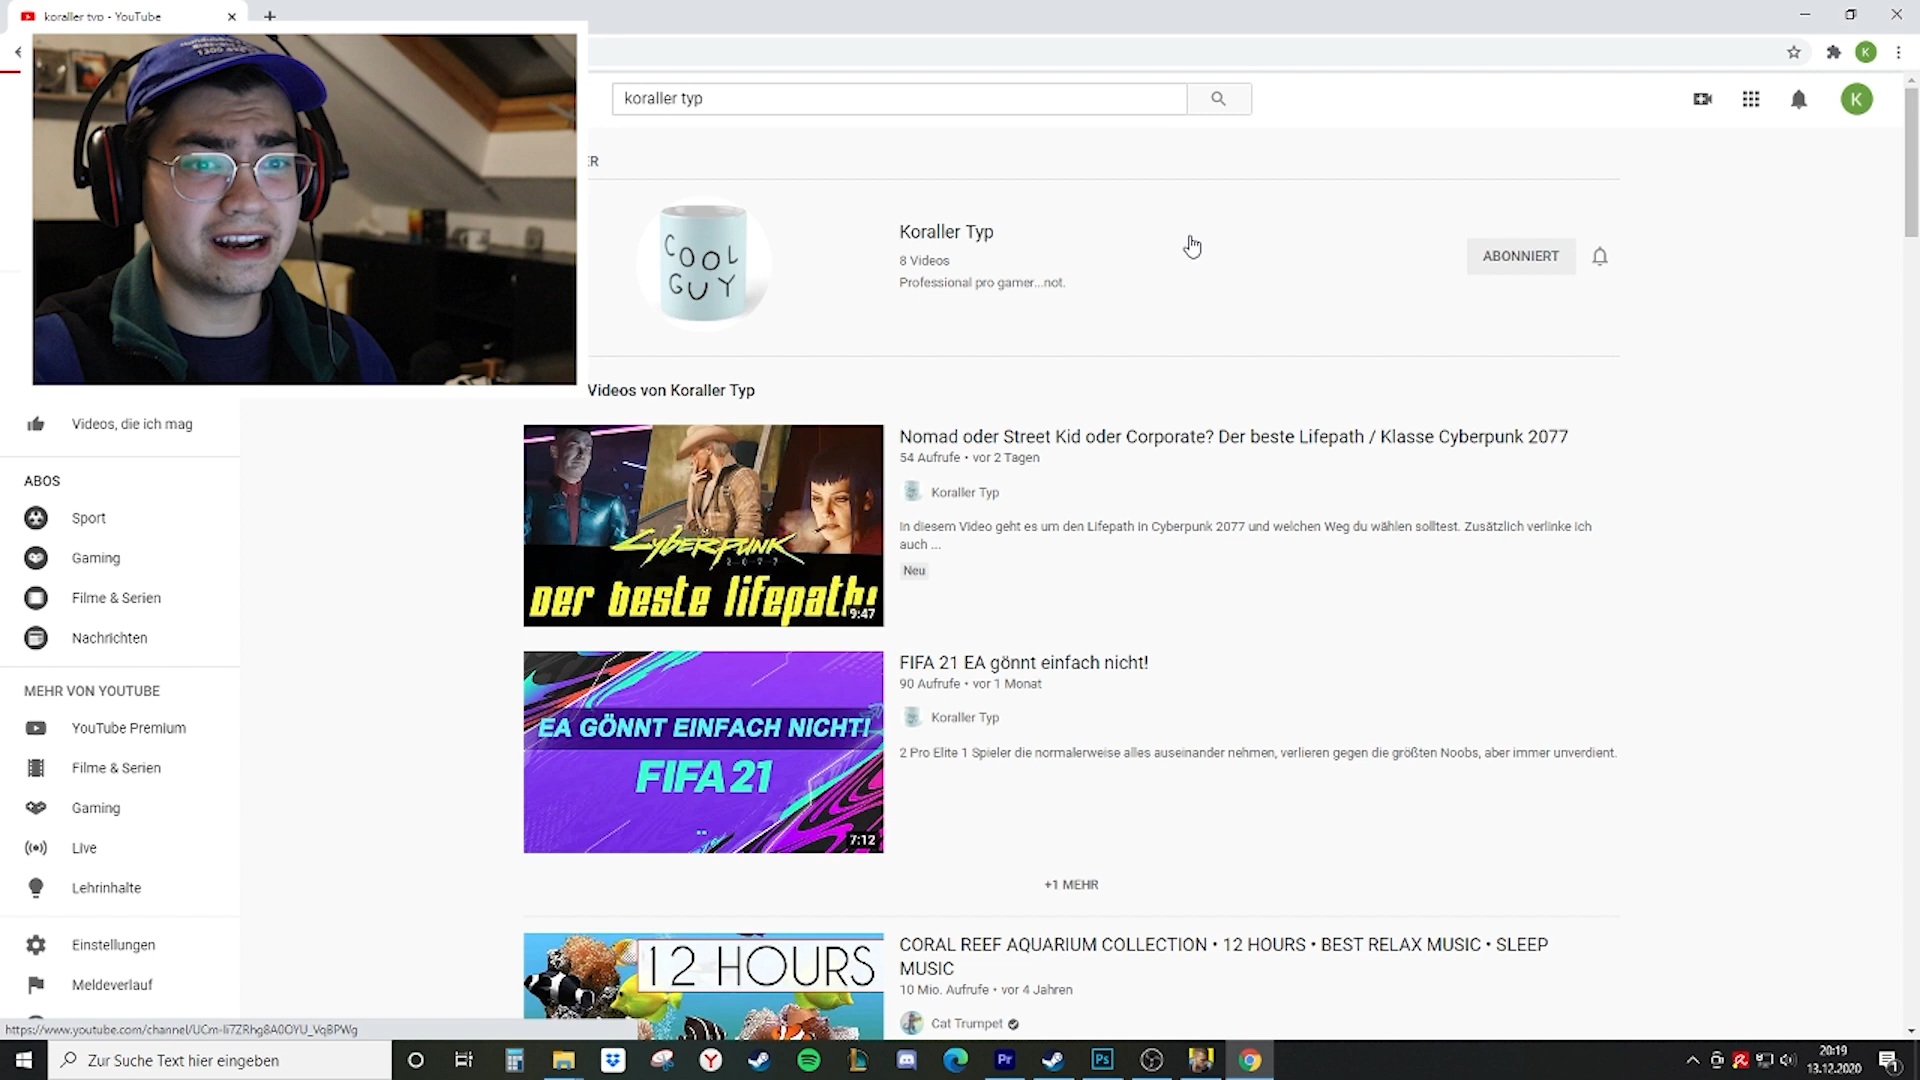 koraller typ - YouTube
koraller typ
K
K
ER
COOL
GUY
Koraller Typ
8 Videos
Professional pro gamer...not.
ABONNIERT
Videos von Koraller Typ
Videos, die ich mag
ABOS
Sport
Gaming
Filme & Serien
Nachrichten
MEHR VON YOUTUBE
YouTube Premium
Filme & Serien
Gaming
Live
Lehrinhalte
Einstellungen
Meldeverlauf
Cyberpunk
2077
Der beste lifepath!
9:47
Nomad oder Street Kid oder Corporate? Der beste Lifepath / Klasse Cyberpunk 2077
54 Aufrufe • vor 2 Tagen
Koraller Typ
In diesem Video geht es um den Lifepath in Cyberpunk 2077 und welchen Weg du wählen solltest. Zusätzlich verlinke ich
auch ...
Neu
EA GÖNNT EINFACH NICHT!
FIFA 21
7:12
FIFA 21 EA gönnt einfach nicht!
90 Aufrufe • vor 1 Monat
Koraller Typ
2 Pro Elite 1 Spieler die normalerweise alles auseinander nehmen, verlieren gegen die größten Noobs, aber immer unverdient.
+1 MEHR
12 HOURS
CORAL REEF AQUARIUM COLLECTION • 12 HOURS • BEST RELAX MUSIC • SLEEP
MUSIC
10 Mio. Aufrufe • vor 4 Jahren
Cat Trumpet
https://www.youtube.com/channel/UCm-li7ZRhg8A0OYU_VqBPWg
Zur Suche Text hier eingeben
Y
L
Pr
Ps
20:19
13.12.2020
1